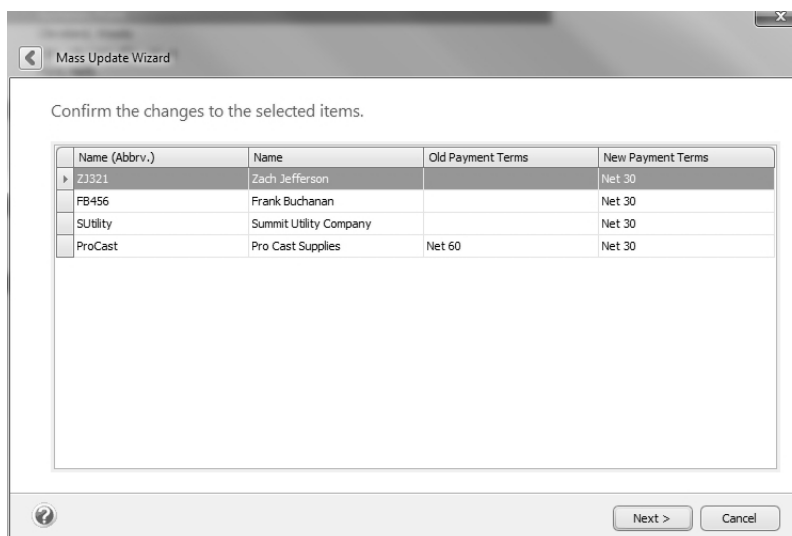 Mass Update Wizard
Confirm the changes to the selected items.
Name (Abbrv.) Name Old Payment Terms New Payment Terms
ZJ321 Zach Jefferson Net 30
FB456 Frank Buchanan Net 30
SUtility Summit Utility Company Net 30
ProCast Pro Cast Supplies Net 60 Net 30
Next > Cancel